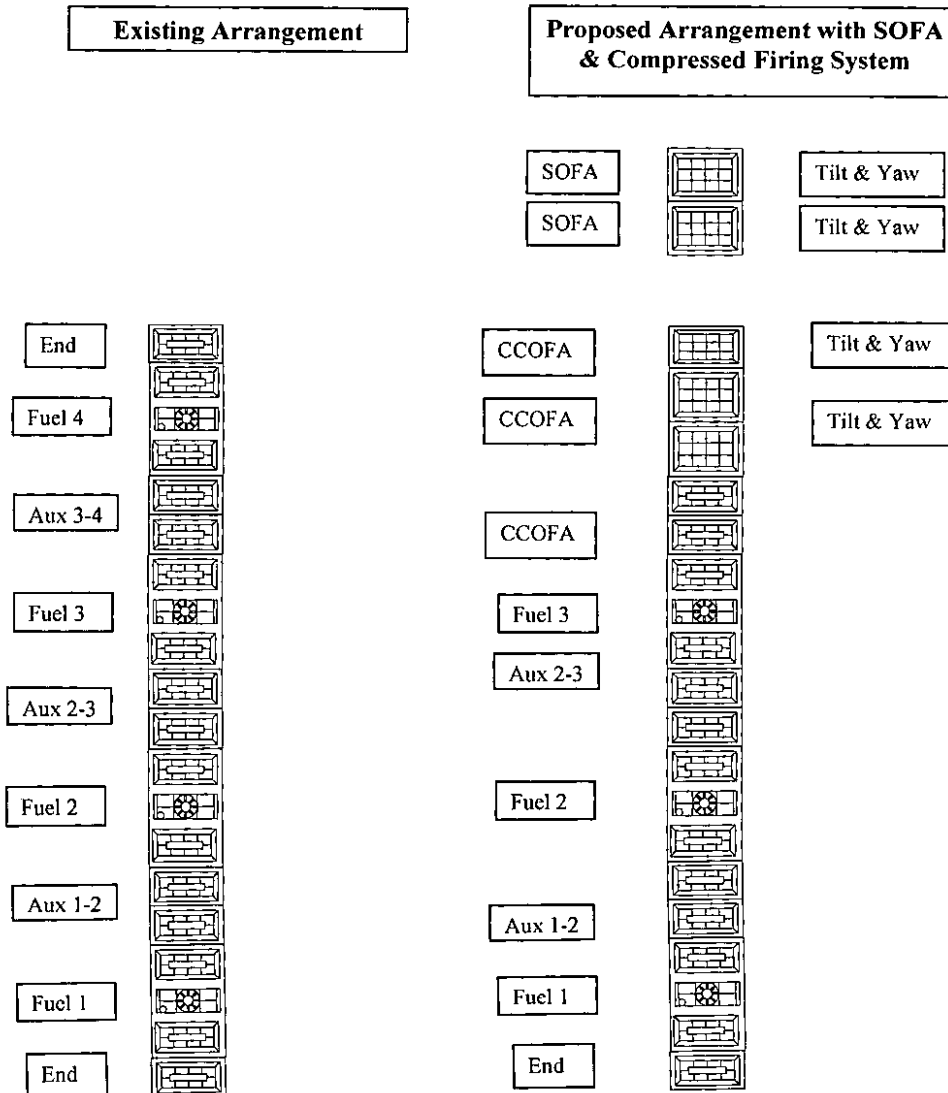 Existing Arrangement
Proposed Arrangement with SOFA
& Compressed Firing System
SOFA
Tilt & Yaw
SOFA
Tilt & Yaw
End
CCOFA
Tilt & Yaw
Fuel 4
CCOFA
Tilt & Yaw
Aux 3-4
CCOFA
Fuel 3
Fuel 3
Aux 2-3
Aux 2-3
Fuel 2
Fuel 2
Aux 1-2
Aux 1-2
Fuel 1
Fuel 1
End
End